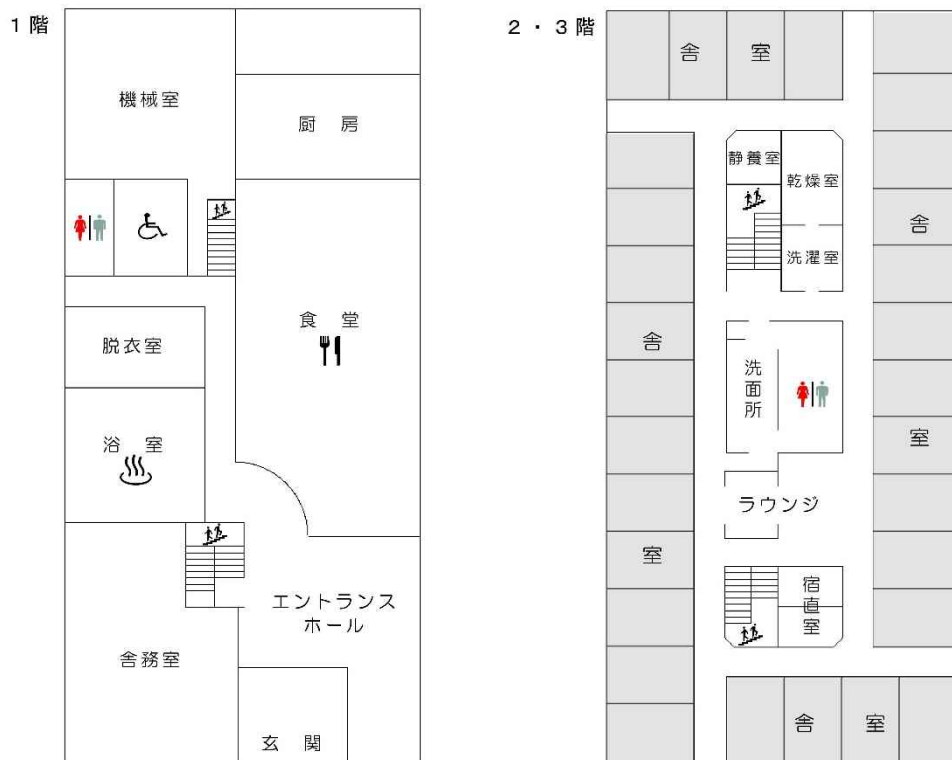 1階
機械室
厨 房
食 堂
脱衣室
浴 室
エントランス
ホール
舎務室
玄 関
2・3階
舎 室
静養室
乾燥室
洗濯室
舎
室
洗面所
舎
室
ラウンジ
宿直室
舎 室